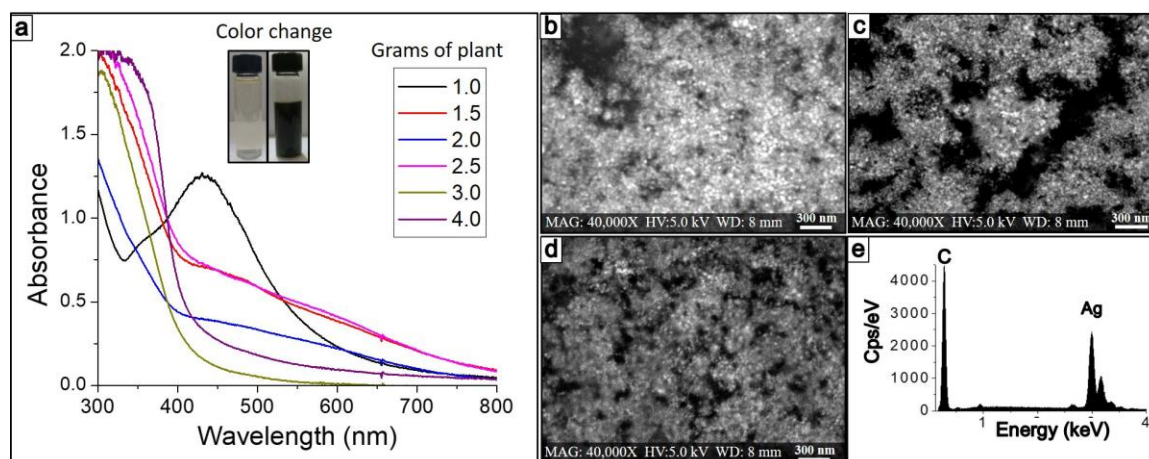 a
Color change
Grams of plant
1.0
1.5
2.0
2.5
3.0
4.0
2.0
1.5
1.0
0.5
0.0
Absorbance
300 400 500 600 700 800
Wavelength (nm)
b
MAG: 40,000X HV:5.0 kV WD: 8 mm 300 nm
c
MAG: 40,000X HV:5.0 kV WD: 8 mm 300 nm
d
MAG: 40,000X HV:5.0 kV WD: 8 mm 300 nm
e
C
Ag
4000
3000
2000
1000
0
Cps/eV
1 4
Energy (keV)